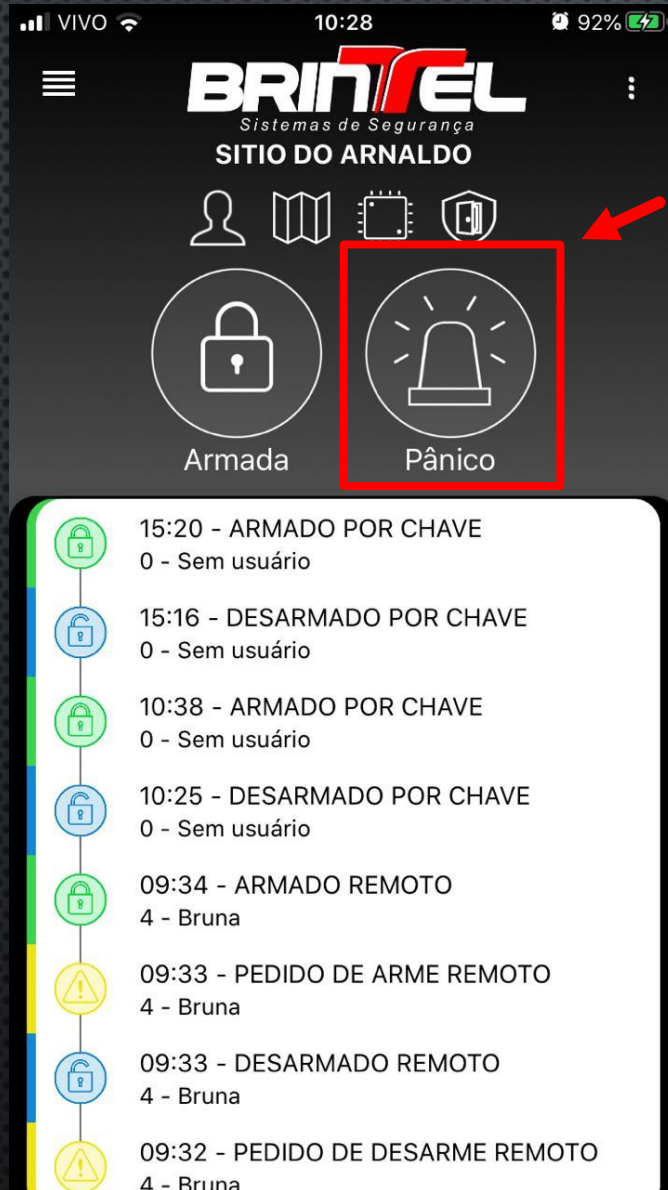 VIVO 10:28 92%
BRINTEL
Sistemas de Segurança
SITIO DO ARNALDO
Armada Pânico
15:20 - ARMADO POR CHAVE
0 - Sem usuário
15:16 - DESARMADO POR CHAVE
0 - Sem usuário
10:38 - ARMADO POR CHAVE
0 - Sem usuário
10:25 - DESARMADO POR CHAVE
0 - Sem usuário
09:34 - ARMADO REMOTO
4 - Bruna
09:33 - PEDIDO DE ARME REMOTO
4 - Bruna
09:33 - DESARMADO REMOTO
4 - Bruna
09:32 - PEDIDO DE DESARME REMOTO
4 - Bruna